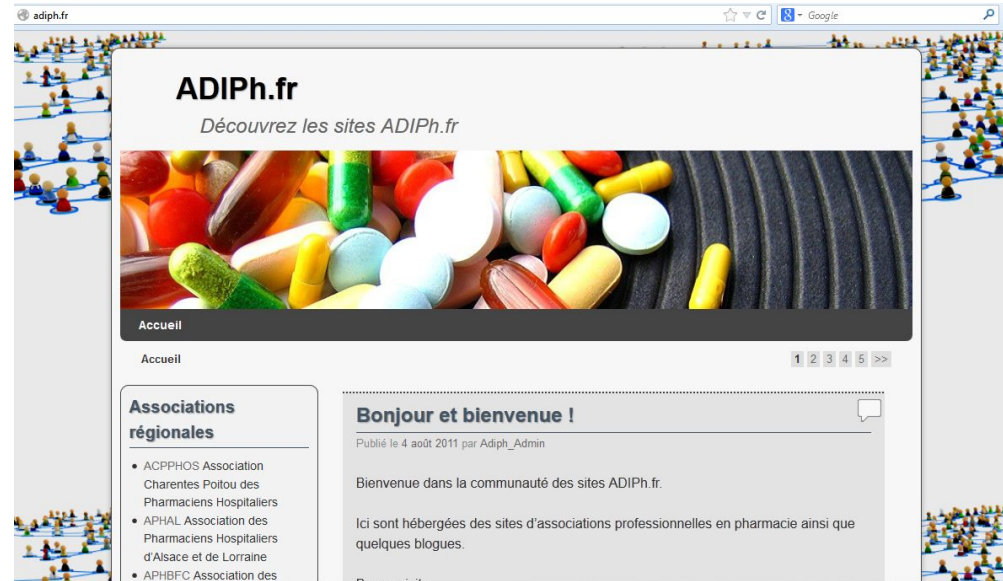 adiph.fr
Google
ADIPh.fr
Découvrez les sites ADIPh.fr
Accueil
Accueil
1 2 3 4 5 >>
Associations
régionales
ACPPHOS Association
Charentes Poitou des
Pharmaciens Hospitaliers
APHAL Association des
Pharmaciens Hospitaliers
d'Alsace et de Lorraine
APHBFC Association des
Bonjour et bienvenue !
Publié le 4 août 2011 par Adiph_Admin
Bienvenue dans la communauté des sites ADIPh.fr.
Ici sont hébergées des sites d'associations professionnelles en pharmacie ainsi que
quelques blogues.